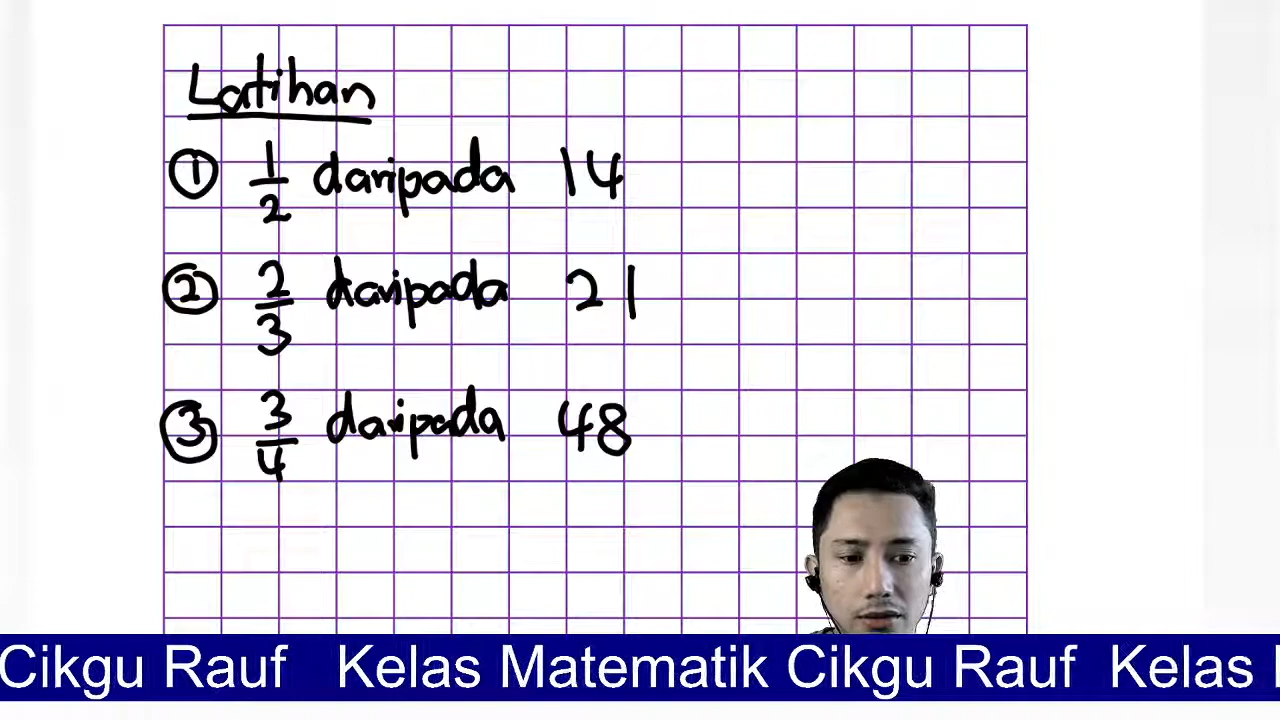 Latihan
① 1/2 daripada 14
② 2/3 daripada 21
③ 3/4 daripada 48
Cikgu Rauf Kelas Matematik Cikgu Rauf Kelas